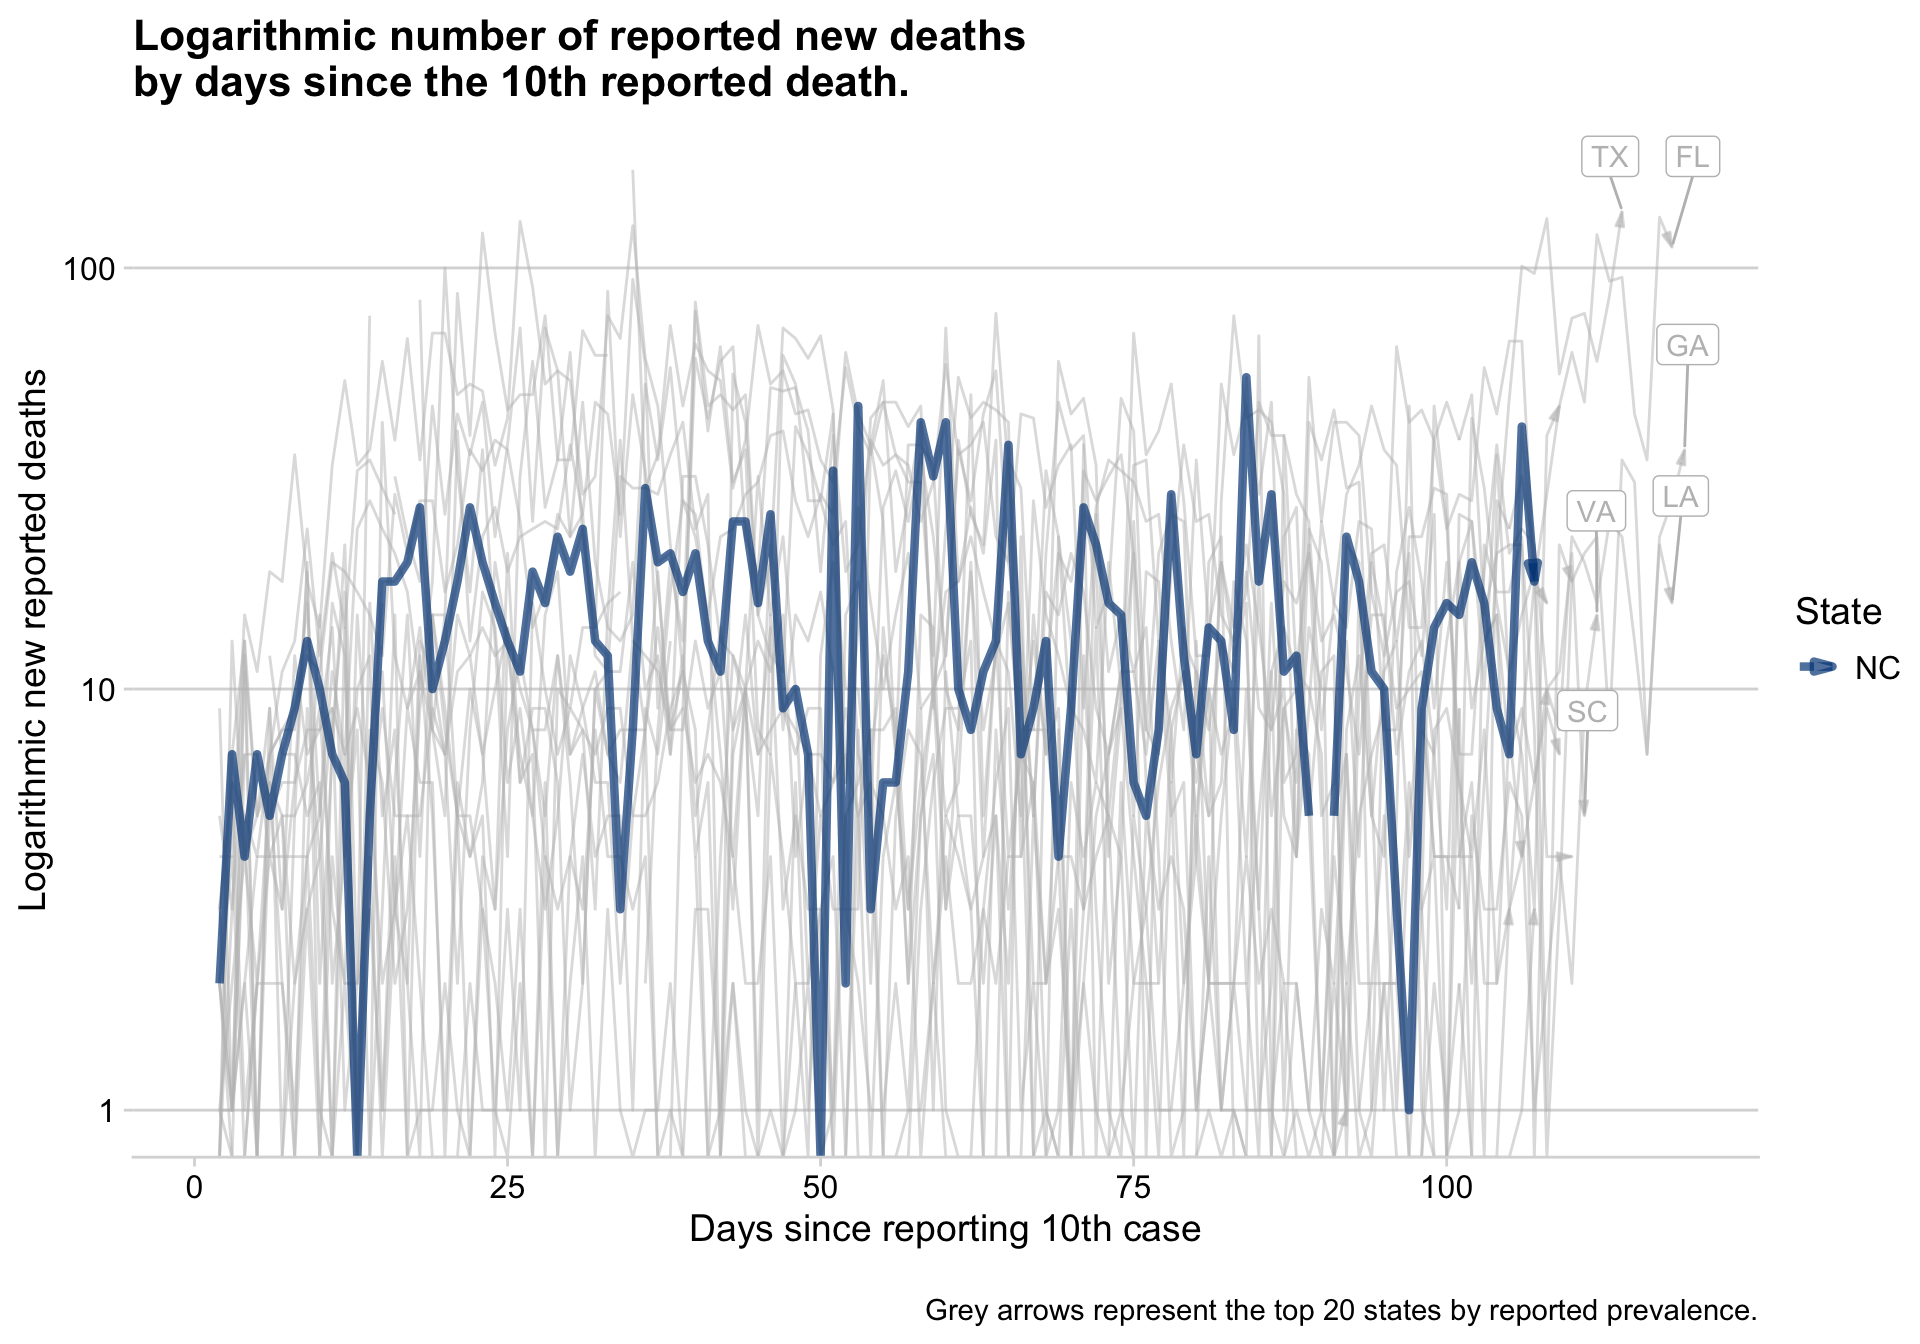 Logarithmic number of reported new deaths
by days since the 10th reported death.
TX
FL
100
GA
LA
VA
10
SC
1
Logarithmic new reported deaths
State
NC
0
25
50
75
100
Days since reporting 10th case
Grey arrows represent the top 20 states by reported prevalence.